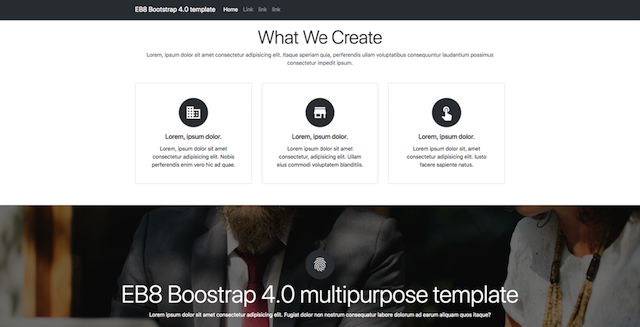 EB8 Bootstrap 4.0 template Home Link link link
What We Create
Lorem, ipsum dolor sit amet consectetur adipisicing elit. Itaque speriam quia, perferendis ullam voluptatibus consequuntur laudantium possimus
consectetur impedit ipsum.
Lorem, ipsum dolor. Lorem, ipsum dolor. Lorem, ipsum dolor.
Lorem ipsum dolor sit amet Lorem ipsum dolor sit amet Lorem ipsum dolor sit, amet
consectetur adipisicing elit. Nobis consectetur, adipisicing elit. Ullam consectetur adipisicing elit. Iusto
perferendis enim vero hic ad quae. eius commodi voluptatem blanditiis. facere sapiente natus.
EB8 Boostrap 4.0 multipurpose template
Lorem ipsum dolor sit amet consectetur adipisicing elit. Fugiat dolor non nostrum consequatur labore dolorum ad earum aliquam quos itaque?